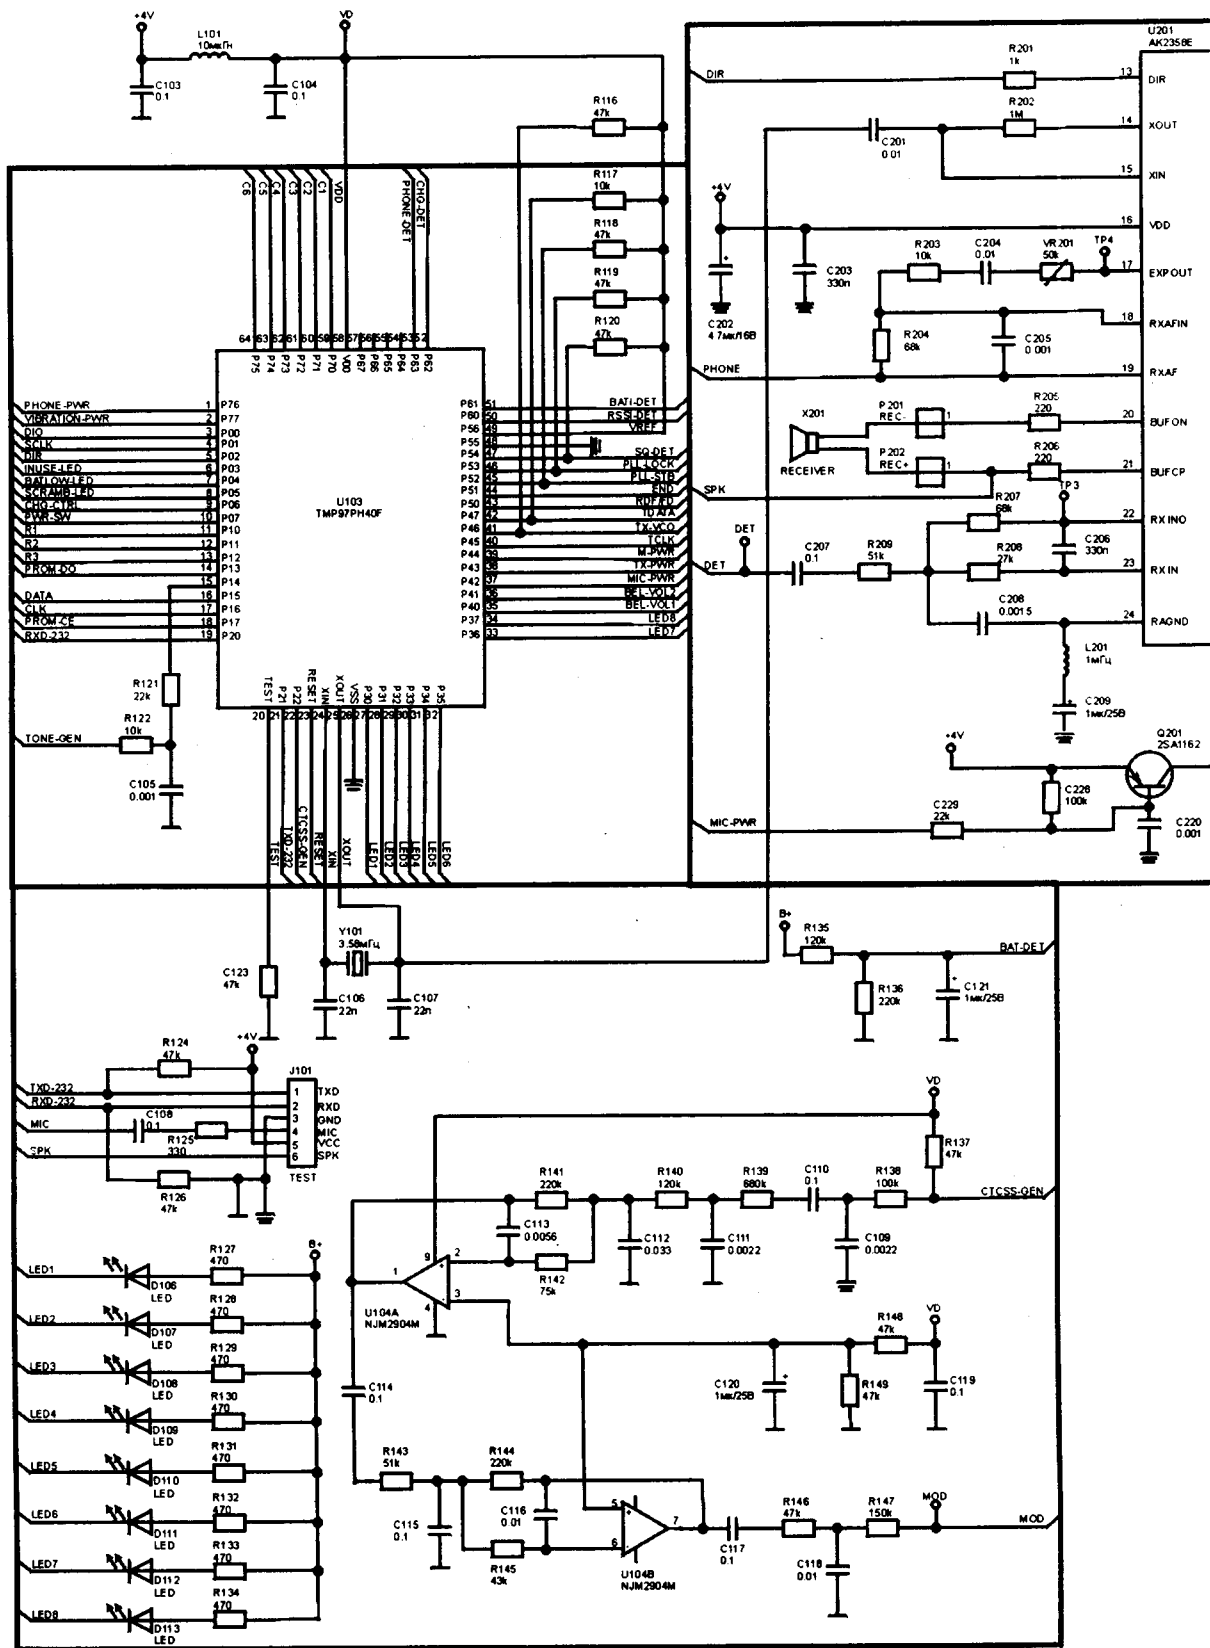 +4V
L101
10мкГн
VD
C103
0.1
C104
0.1
R116
47k
R117
10k
R118
47k
R119
47k
R120
47k
C6
C5
C4
C3
C2
C1
VDD
PHONE-DET
CHG-DET
64 63 62 61 60 59 58 57 56 55 54 53 52
P75 P74 P73 P72 P71 P70 VDD P67 P66 P65 P64 P63 P62
U103
TMP97PH40F
PHONE-PWR 1 P76
VIBRATION-PWR 2 P77
DIO 3 P00
SCLK 4 P01
DIR 5 P02
INUSE-LED 6 P03
BATLOW-LED 7 P04
SCRAMB-LED 8 P05
CHG-CTRL 9 P06
PWR-SW 10 P07
R1 11 P10
R2 12 P11
R3 13 P12
PROM-DO 14 P13
15 P14
DATA 16 P15
CLK 17 P16
PROM-CE 18 P17
RXD-232 19 P20
P61 51 BATI-DET
P60 50 RSSI-DET
P56 49 VREF
P55 48
P54 47 SQ-DET
P53 46 PLL-LOCK
P52 45 PLL-STB
P51 44 END
P50 43 RDF/FD
P47 42 TDATA
P46 41 TX-VCO
P45 40 TCLK
P44 39 M-PWR
P43 38 TX-PWR
P42 37 MIC-PWR
P41 36 BEL-VOL2
P40 35 BEL-VOL1
P37 34 LED8
P36 33 LED7
TEST P21 P22 RESET XIN XOUT VSS P30 P31 P32 P33 P34 P35
20 21 22 23 24 25 26 27 28 29 30 31 32
TEST
TXD-232
CTCSS-GEN
RESET
XIN
XOUT
LED1
LED2
LED3
LED4
LED5
LED6
R121
22k
R122
10k
TONE-GEN
C105
0.001
U201
AK2358E
DIR
R201
1k
13 DIR
R202
1M
14 XOUT
C201
0.01
15 XIN
+4V
16 VDD
C202
4.7мк/16В
C203
330n
R203
10k
C204
0.01
VR201
50k
TP4
17 EXPOUT
18 RXAFIN
R204
68k
C205
0.001
PHONE
19 RXAF
X201
RECEIVER
P201
REC-
1
R205
220
20 BUFON
P202
REC+
1
R206
220
21 BUFCP
SPK
R207
68k
TP3
22 RXINO
DET
DET
C207
0.1
R209
51k
R208
27k
C206
330n
23 RXIN
C208
0.0015
24 RAGND
L201
1мГц
C209
1мк/25В
+4V
Q201
2SA1162
C228
100k
MIC-PWR
C229
22k
C220
0.001
C123
47k
Y101
3.58мГц
C106
22n
C107
22n
B+
R135
120k
BAT-DET
R136
220k
C121
1мк/25В
+4V
R124
47k
J101
TXD-232
1 TXD
RXD-232
2 RXD
3 GND
MIC
C108
0.1
R125
330
4 MIC
5 VCC
SPK
6 SPK
TEST
R126
47k
VD
R137
47k
CTCSS-GEN
R141
220k
R140
120k
R139
680k
C110
0.1
R138
100k
C113
0.0056
C112
0.033
C111
0.0022
C109
0.0022
R142
75k
9
2
1
3
4
U104A
NJM2904M
R148
47k
VD
C120
1мк/25В
R149
47k
C119
0.1
C114
0.1
R143
51k
R144
220k
C115
0.1
C116
0.01
R145
43k
5
6
7
U104B
NJM2904M
C117
0.1
R146
47k
R147
150k
C118
0.01
MOD
MOD
B+
LED1
D106
LED
R127
470
LED2
D107
LED
R128
470
LED3
D108
LED
R129
470
LED4
D109
LED
R130
470
LED5
D110
LED
R131
470
LED6
D111
LED
R132
470
LED7
D112
LED
R133
470
LED8
D113
LED
R134
470